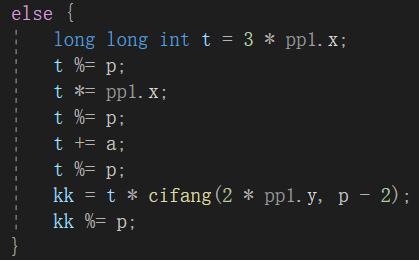 else {
long long int t = 3 * pp1.x;
t %= p;
t *= pp1.x;
t %= p;
t += a;
t %= p;
kk = t * cifang(2 * pp1.y, p - 2);
kk %= p;
}